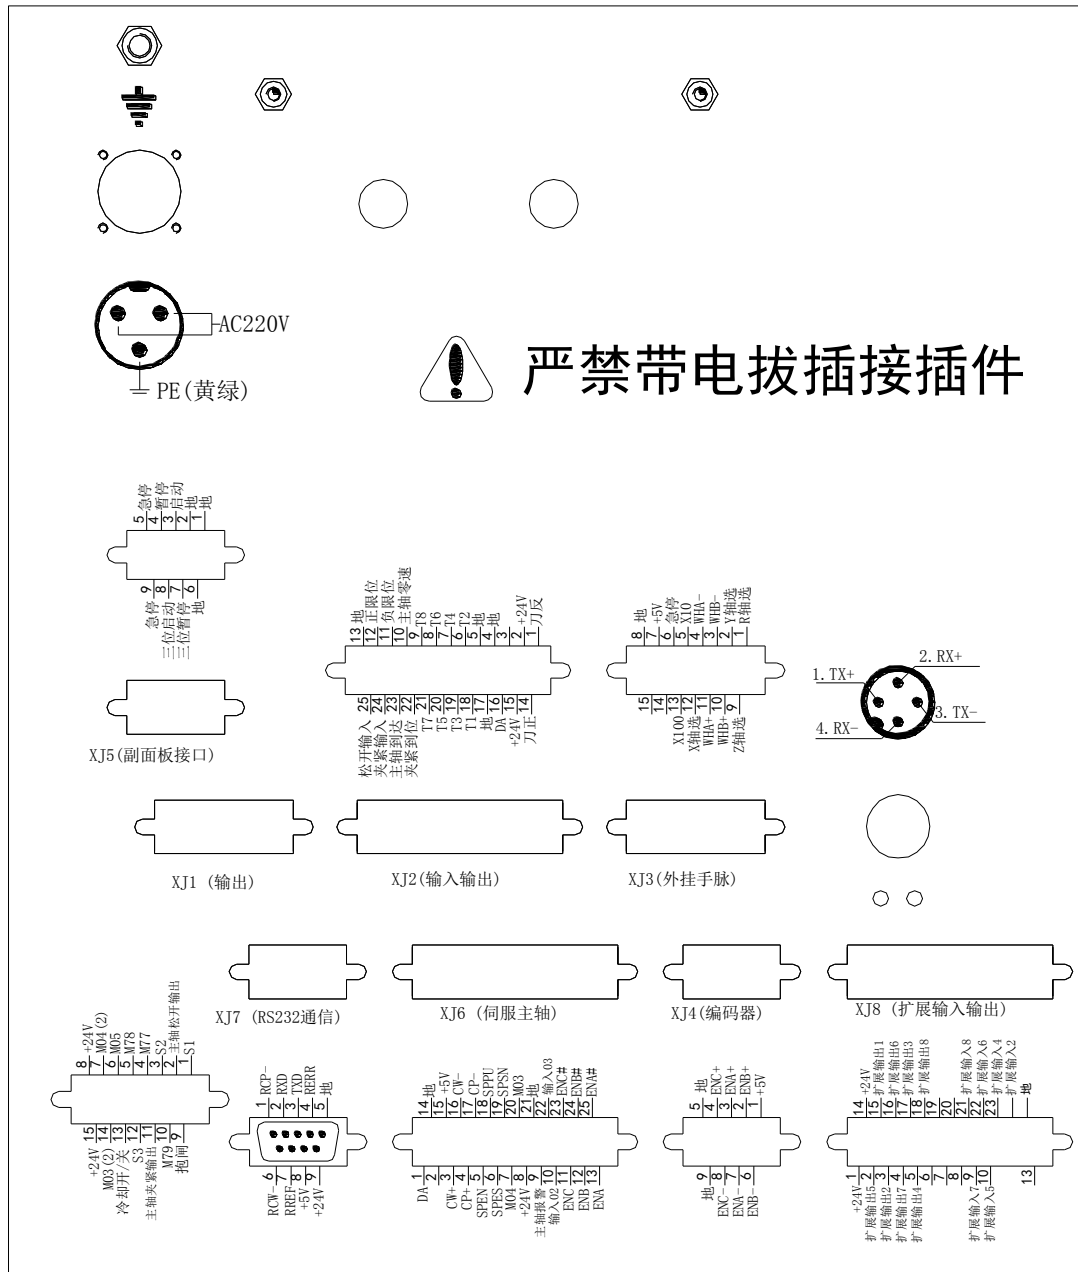 AC220V
PE(黄绿)
严禁带电拔插接插件
5 急停
4 暂停
3 启动
2 地
1 地
9 急停
8 三位启动
7 三位暂停
6 地
XJ5(副面板接口)
13 地
12 正限位
11 负限位
10 主轴零速
9 T8
8 T6
7 T4
6 T2
5 地
4 地
3
2 +24V
1 刀反
25 松开输入
24 夹紧输入
23 主轴到达
22 夹紧到位
21 T7
20 T5
19 T3
18 T1
17 地
16 DA
15 +24V
14 刀正
8 地
7 +5V
6 急停
5 X10
4 WHA-
3 WHB-
2 Y轴选
1 R轴选
15
14
13 X100
12 X轴选
11 WHA+
10 WHB+
9 Z轴选
2. RX+
1. TX+
3. TX-
4. RX-
XJ1 (输出)
XJ2(输入输出)
XJ3(外挂手脉)
XJ7 (RS232通信)
XJ6 (伺服主轴)
XJ4(编码器)
XJ8 (扩展输入输出)
8 +24V
7 M04(2)
6 M05
5 M78
4 M77
3 S2
2 主轴松开输出
1 S1
15 +24V
14 M03(2)
13 冷却开/关
12 S3
11 主轴夹紧输出
10 M79
9 抱闸
1 RCP-
2 RXD
3 TXD
4 RERR
5 地
6 RCW-
7 RREF
8 +5V
9 +24V
14 地
15 +5V
16 CW-
17 CP-
18 SPPU
19 SPSN
20 M03
21 地
22 输入03
23 ENC#
24 ENB#
25 ENA#
1 DA
2
3 CW+
4 CP+
5 SPEN
6 SPES
7 M04
8 +24V
9 主轴报警
10 输入02
11 ENC
12 ENB
13 ENA
5 地
4 ENC+
3 ENA+
2 ENB+
1 +5V
9 地
8 ENC-
7 ENA-
6 ENB-
14 +24V
15 扩展输出1
16 扩展输出6
17 扩展输出3
18 扩展输出8
19
20
21 扩展输入8
22 扩展输入6
23 扩展输入4
扩展输入2
地
1 +24V
2 扩展输出5
3 扩展输出2
4 扩展输出7
5 扩展输出4
6
7
8
9 扩展输入7
10 扩展输入5
13